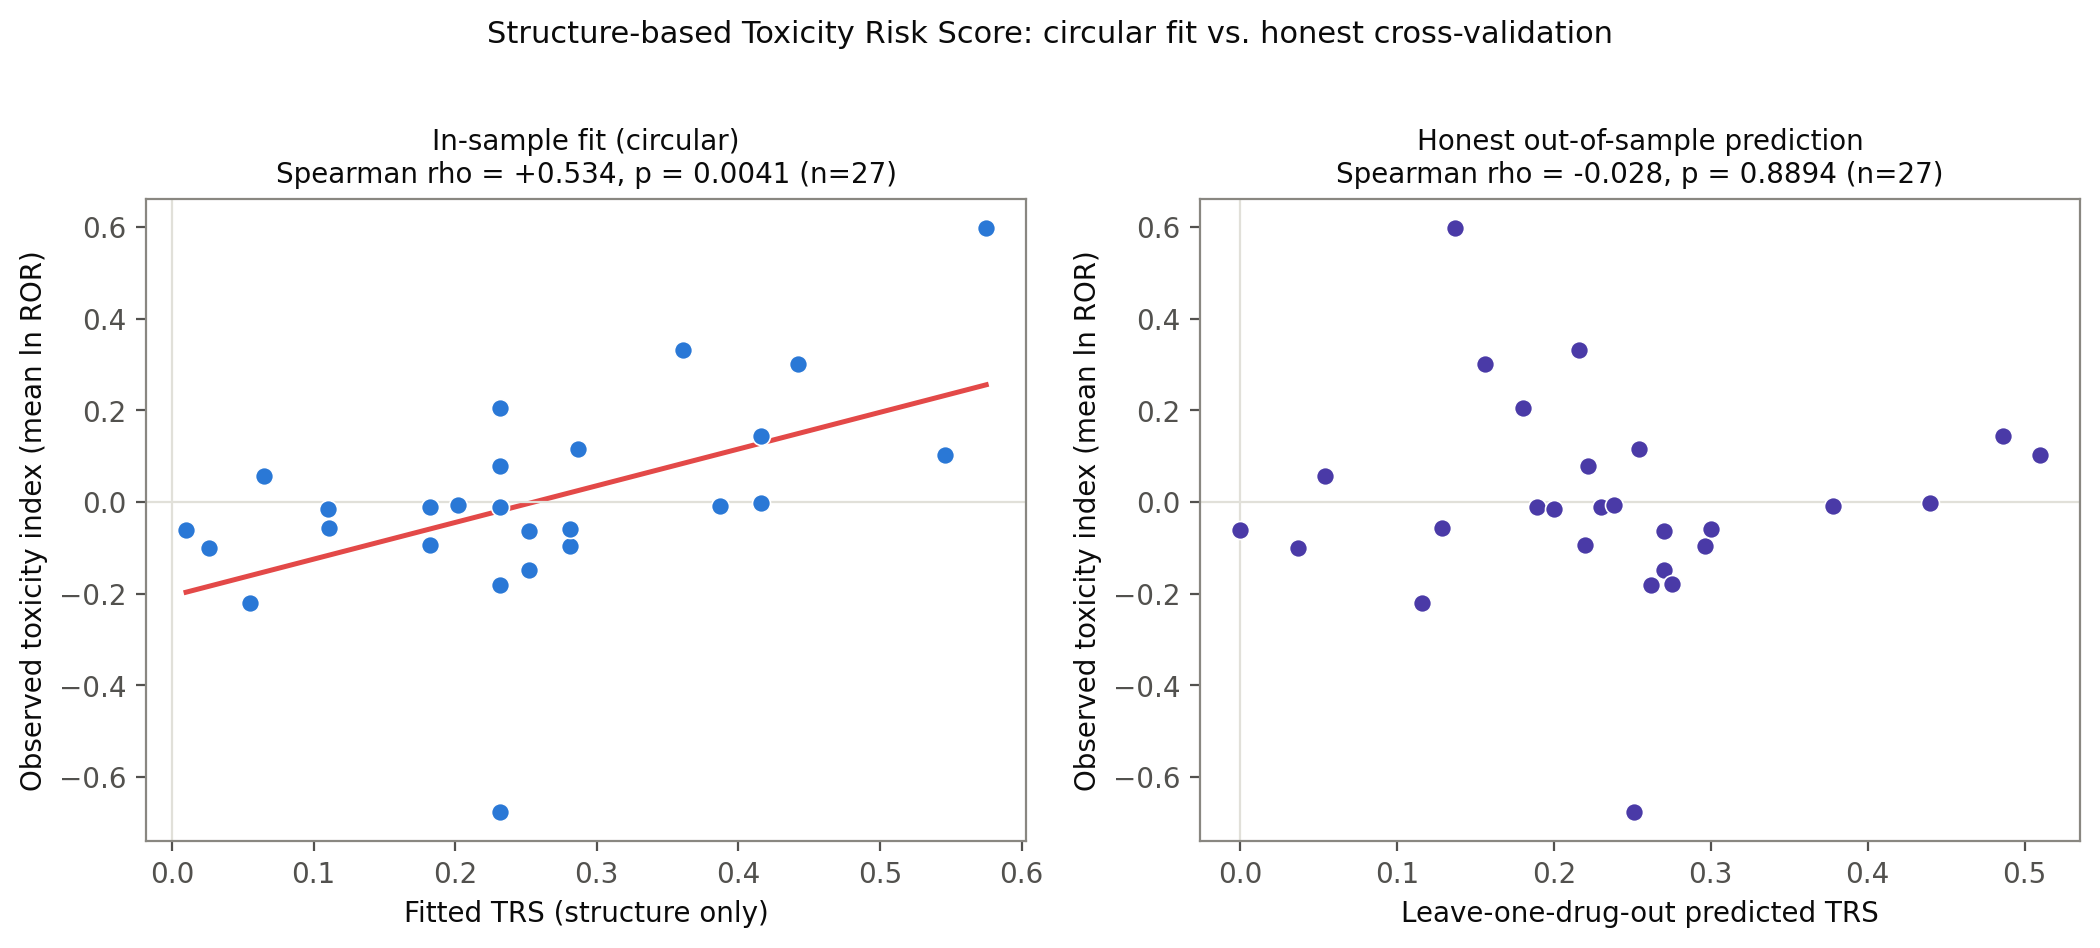 Structure-based Toxicity Risk Score: circular fit vs. honest cross-validation
In-sample fit (circular)
Spearman rho = +0.534, p = 0.0041 (n=27)
Observed toxicity index (mean ln ROR)
0.6
0.4
0.2
0.0
−0.2
−0.4
−0.6
0.0 0.1 0.2 0.3 0.4 0.5 0.6
Fitted TRS (structure only)
Honest out-of-sample prediction
Spearman rho = -0.028, p = 0.8894 (n=27)
Observed toxicity index (mean ln ROR)
0.6
0.4
0.2
0.0
−0.2
−0.4
−0.6
0.0 0.1 0.2 0.3 0.4 0.5
Leave-one-drug-out predicted TRS